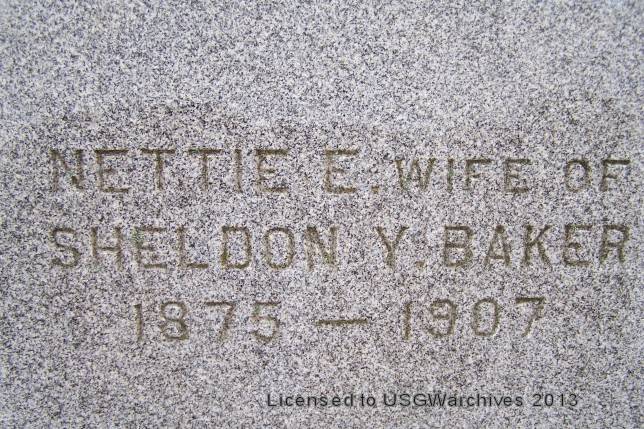 NETTIE E. WIFE OF
SHELDON Y. BAKER
1875 — 1907
Licensed to USGWarchives 2013